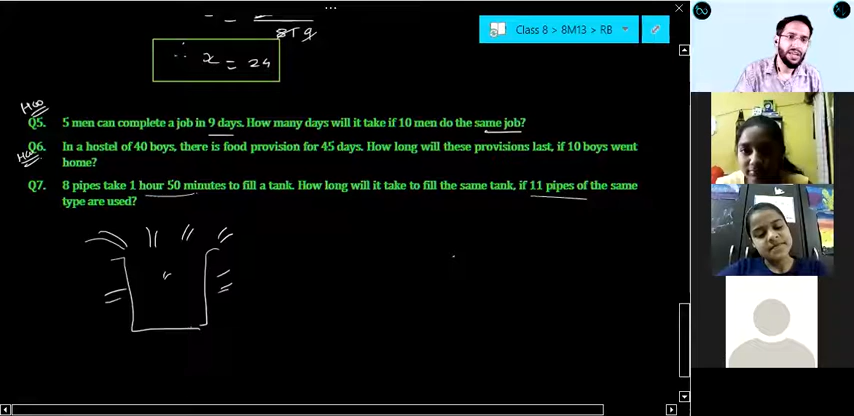 Class 8 > 8M13 > RB
∴ x = 24
HW
Q5. 5 men can complete a job in 9 days. How many days will it take if 10 men do the same job?
HW
Q6. In a hostel of 40 boys, there is food provision for 45 days. How long will these provisions last, if 10 boys went
home?
Q7. 8 pipes take 1 hour 50 minutes to fill a tank. How long will it take to fill the same tank, if 11 pipes of the same
type are used?